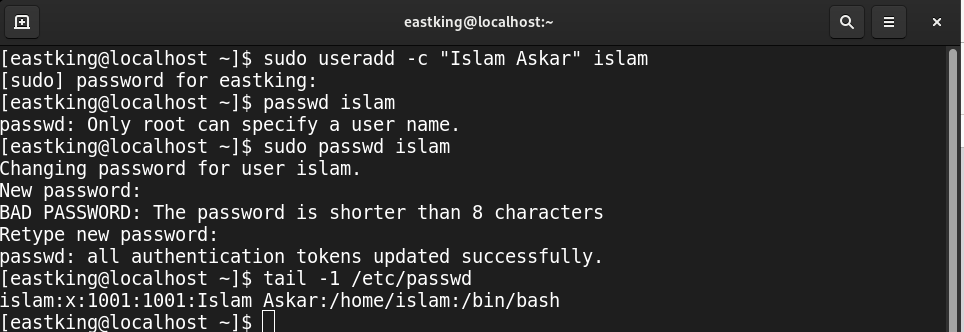 eastking@localhost:~
[eastking@localhost ~]$ sudo useradd -c "Islam Askar" islam
[sudo] password for eastking:
[eastking@localhost ~]$ passwd islam
passwd: Only root can specify a user name.
[eastking@localhost ~]$ sudo passwd islam
Changing password for user islam.
New password:
BAD PASSWORD: The password is shorter than 8 characters
Retype new password:
passwd: all authentication tokens updated successfully.
[eastking@localhost ~]$ tail -1 /etc/passwd
islam:x:1001:1001:Islam Askar:/home/islam:/bin/bash
[eastking@localhost ~]$